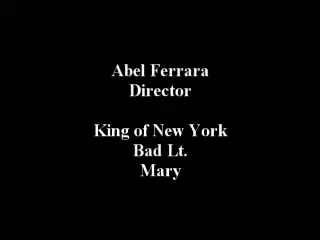 Abel Ferrara
Director
King of New York
Bad Lt.
Mary